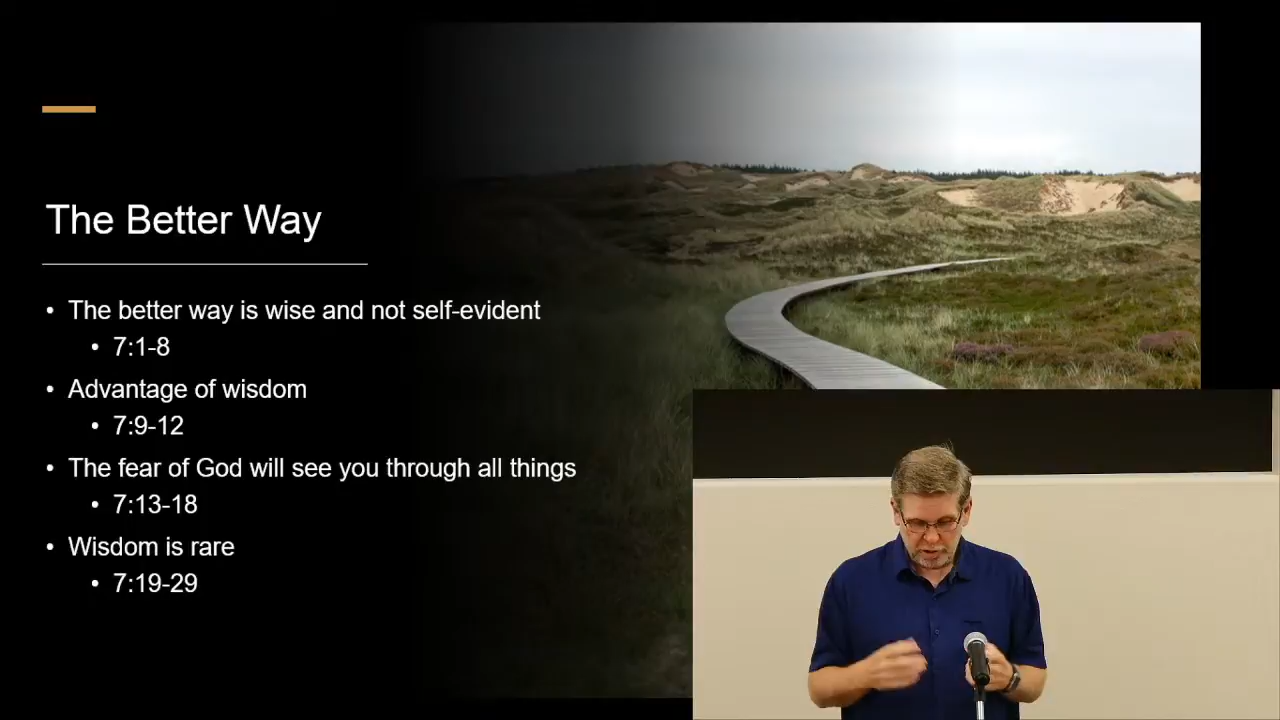 The Better Way
• The better way is wise and not self-evident
• 7:1-8
• Advantage of wisdom
• 7:9-12
• The fear of God will see you through all things
• 7:13-18
• Wisdom is rare
• 7:19-29